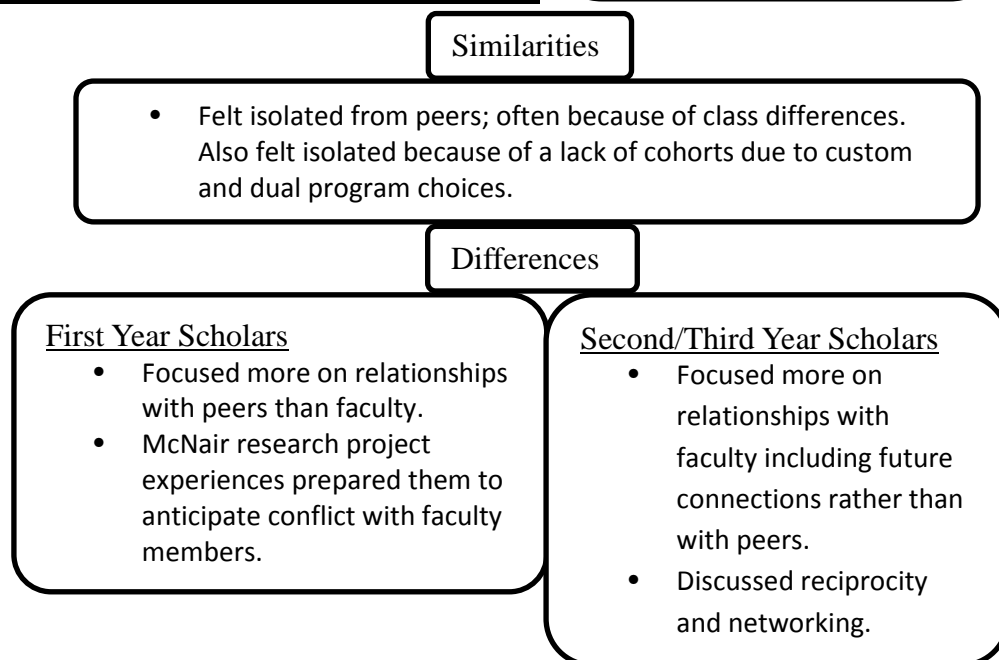 Similarities
• Felt isolated from peers; often because of class differences.
Also felt isolated because of a lack of cohorts due to custom
and dual program choices.
Differences
First Year Scholars
• Focused more on relationships
with peers than faculty.
• McNair research project
experiences prepared them to
anticipate conflict with faculty
members.
Second/Third Year Scholars
• Focused more on
relationships with
faculty including future
connections rather than
with peers.
• Discussed reciprocity
and networking.